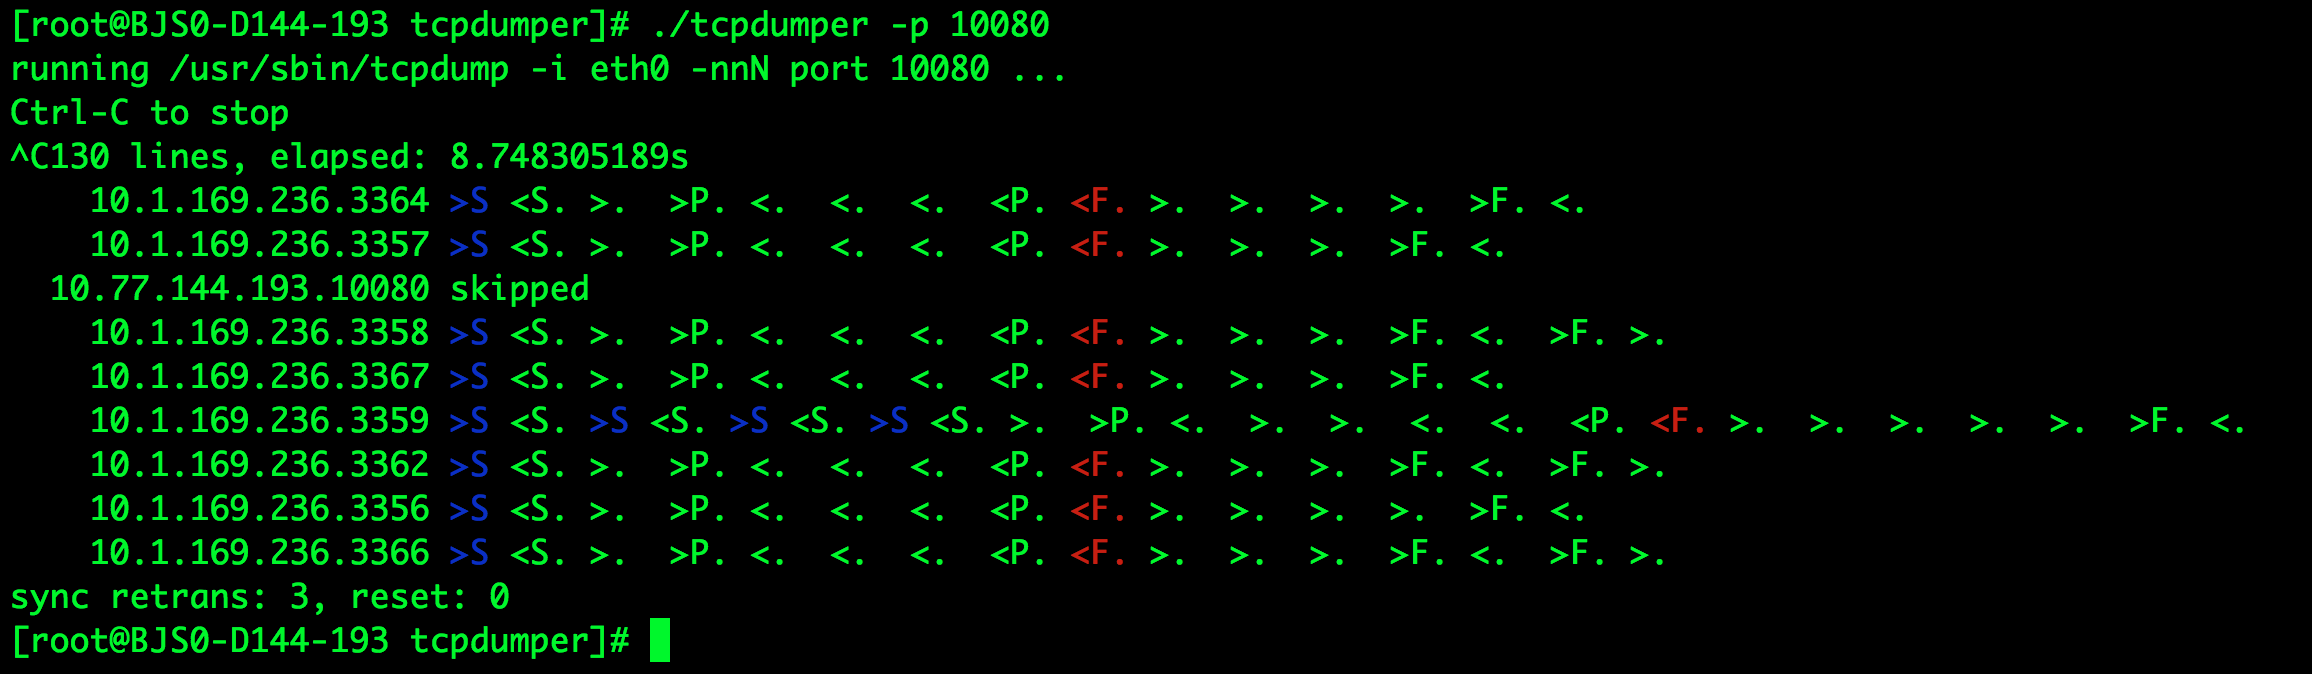 [root@BJS0-D144-193 tcpdumper]# ./tcpdumper -p 10080
running /usr/sbin/tcpdump -i eth0 -nnN port 10080 ...
Ctrl-C to stop
^C130 lines, elapsed: 8.748305189s
    10.1.169.236.3364 >S <S. >.  >P. <.  <.  <.  <P. <F. >.  >.  >.  >.  >F. <.
    10.1.169.236.3357 >S <S. >.  >P. <.  <.  <.  <P. <F. >.  >.  >.  >F. <.
  10.77.144.193.10080 skipped
    10.1.169.236.3358 >S <S. >.  >P. <.  <.  <.  <P. <F. >.  >.  >.  >F. <.  >F. >.
    10.1.169.236.3367 >S <S. >.  >P. <.  <.  <.  <P. <F. >.  >.  >.  >F. <.
    10.1.169.236.3359 >S <S. >S <S. >S <S. >S <S. >.  >P. <.  >.  >.  <.  <.  <P. <F. >.  >.  >.  >.  >.  >F. <.
    10.1.169.236.3362 >S <S. >.  >P. <.  <.  <.  <P. <F. >.  >.  >.  >F. <.  >F. >.
    10.1.169.236.3356 >S <S. >.  >P. <.  <.  <.  <P. <F. >.  >.  >.  >.  >F. <.
    10.1.169.236.3366 >S <S. >.  >P. <.  <.  <.  <P. <F. >.  >.  >.  >F. <.  >F. >.
sync retrans: 3, reset: 0
[root@BJS0-D144-193 tcpdumper]#